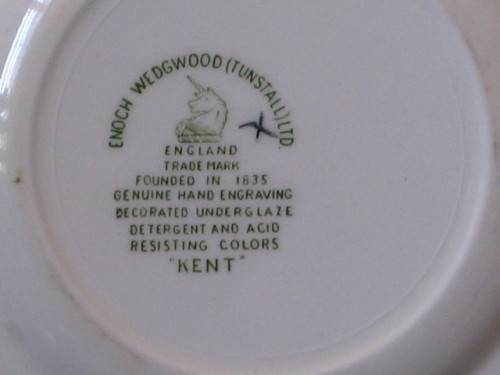 ENOCH WEDGWOOD (TUNSTALL) LTD.
ENGLAND
TRADE MARK
FOUNDED IN 1835
GENUINE HAND ENGRAVING
DECORATED UNDERGLAZE
DETERGENT AND ACID
RESISTING COLORS
"KENT"